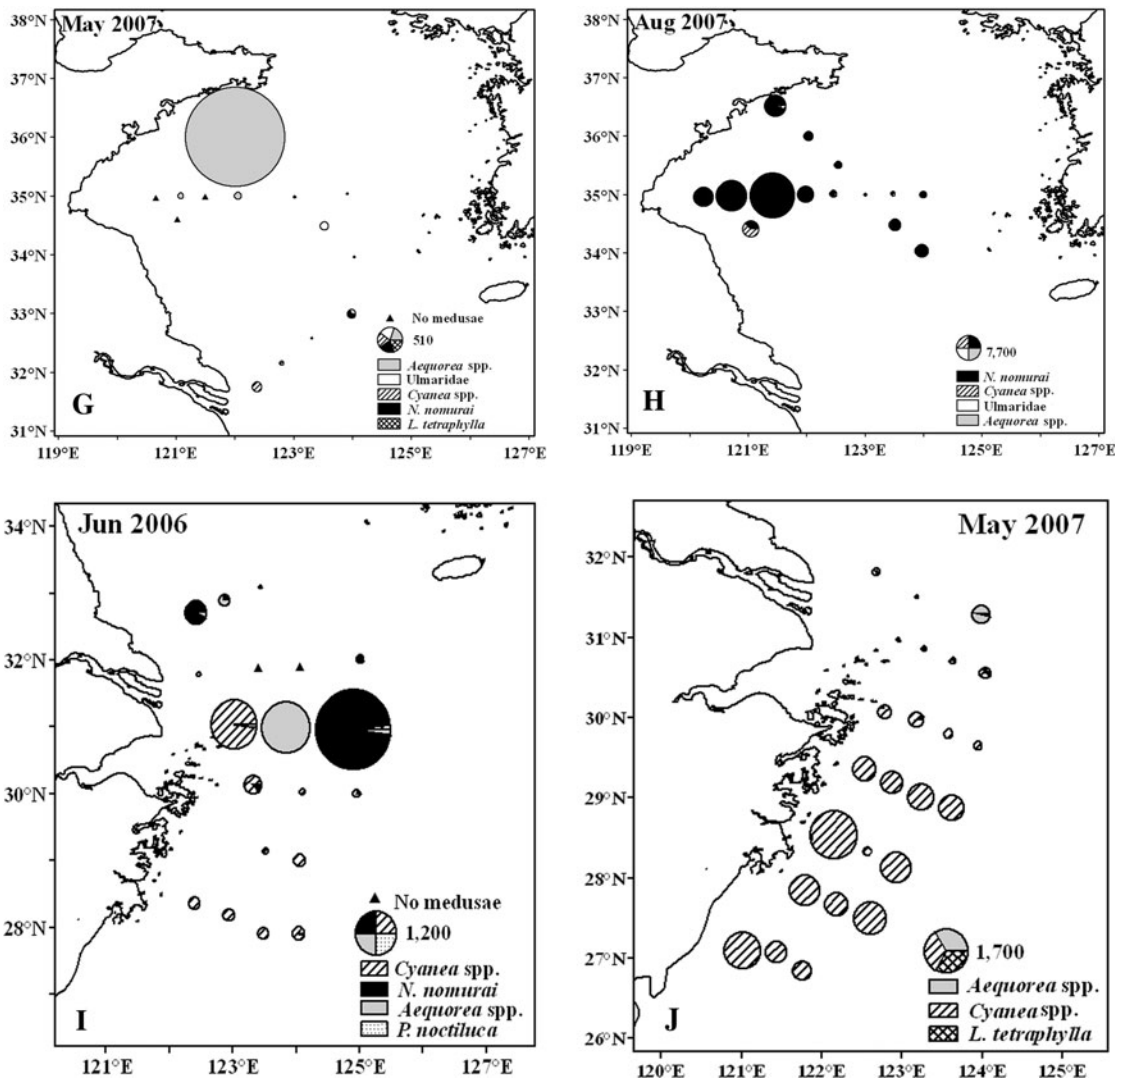 May 2007
38°N
37°N
36°N
35°N
34°N
33°N
32°N
31°N
No medusae
510
Aequorea spp.
Ulmaridae
Cyanea spp.
N. nomurai
L. tetraphylla
G
119°E 121°E 123°E 125°E 127°E
Aug 2007
38°N
37°N
36°N
35°N
34°N
33°N
32°N
31°N
7,700
N. nomurai
Cyanea spp.
Ulmaridae
Aequorea spp.
H
119°E 121°E 123°E 125°E 127°E
Jun 2006
34°N
32°N
30°N
28°N
No medusae
1,200
Cyanea spp.
N. nomurai
Aequorea spp.
P. noctiluca
I
121°E 123°E 125°E 127°E
May 2007
32°N
31°N
30°N
29°N
28°N
27°N
26°N
1,700
Aequorea spp.
Cyanea spp.
L. tetraphylla
J
120°E 121°E 122°E 123°E 124°E 125°E